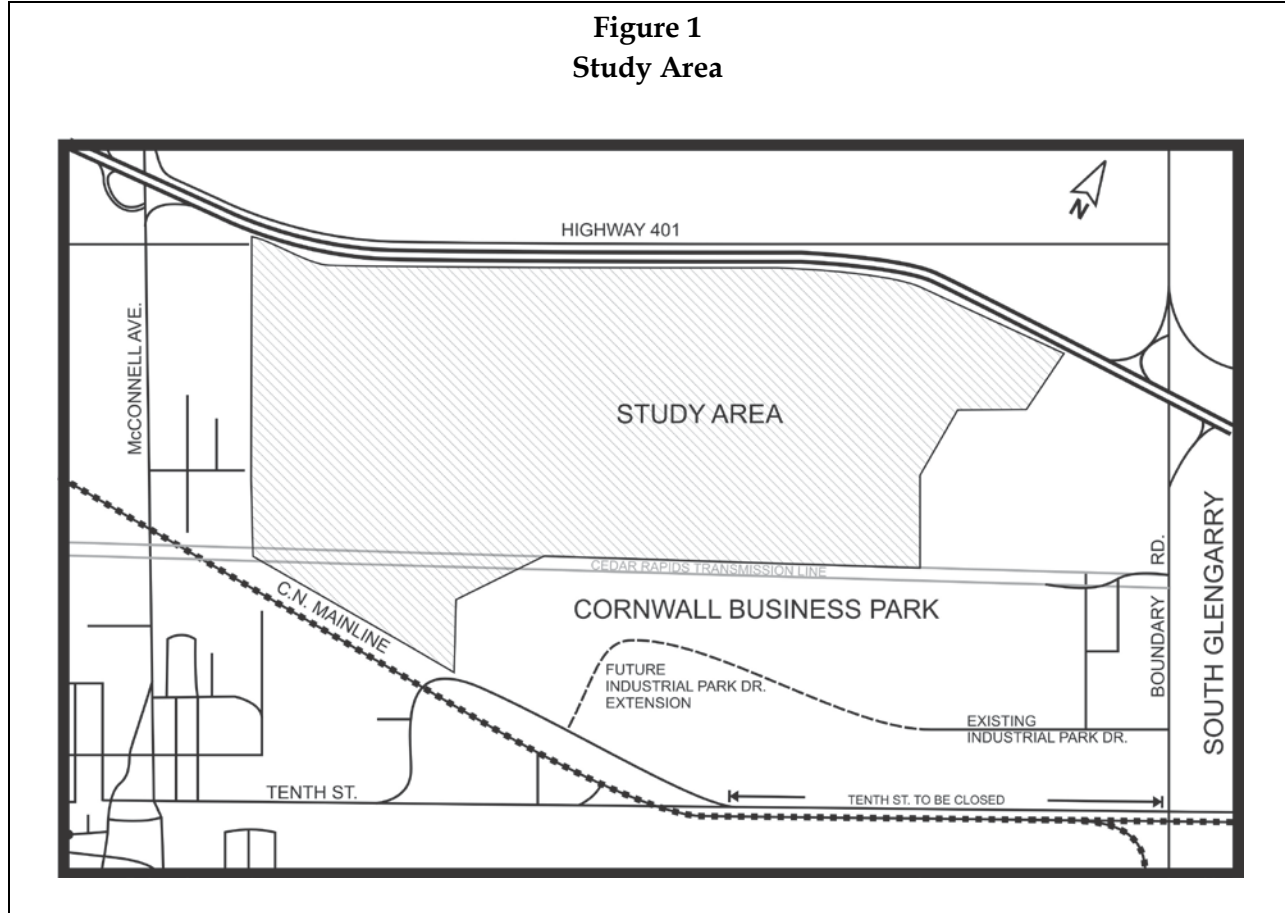 Figure 1
Study Area
N
HIGHWAY 401
McCONNELL AVE.
STUDY AREA
CEDAR RAPIDS TRANSMISSION LINE
C.N. MAINLINE
CORNWALL BUSINESS PARK
BOUNDARY RD.
SOUTH GLENGARRY
FUTURE
INDUSTRIAL PARK DR.
EXTENSION
EXISTING
INDUSTRIAL PARK DR.
TENTH ST.
TENTH ST. TO BE CLOSED